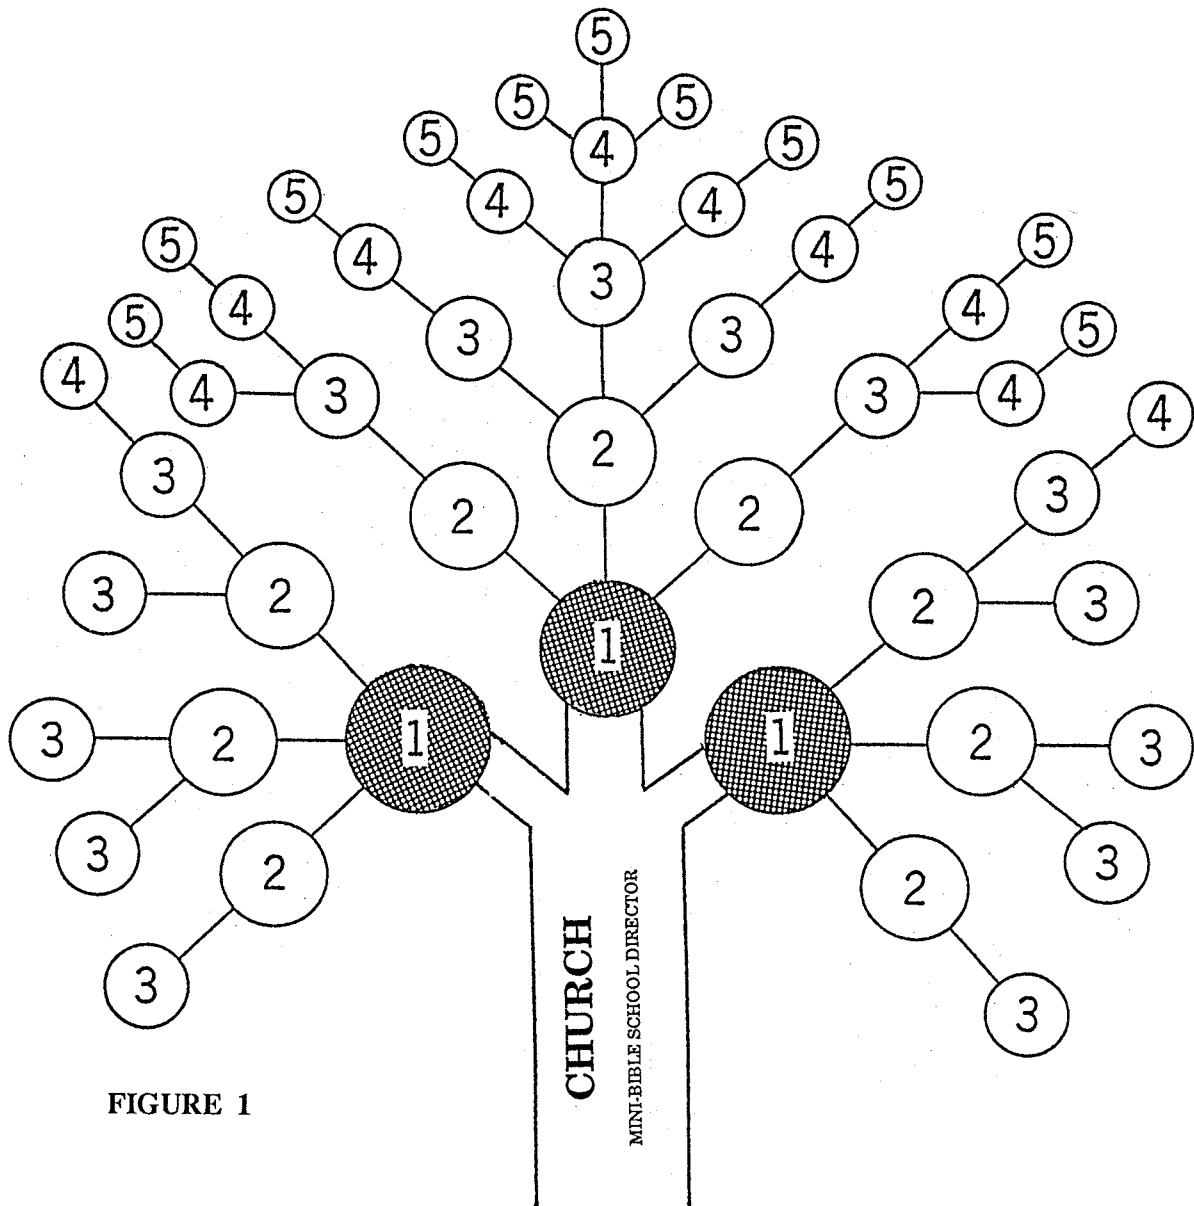 5
5 5
5 4 5
5 4 4 5
5 4 3 4 5
5 4 3 3 4 5
4 4 3 3 4 4
3 2 3
2 2
3 2 2 3
1
3 2 1 1 2 3
3 2 2 3
3 3
CHURCH
MINI-BIBLE SCHOOL DIRECTOR
FIGURE 1